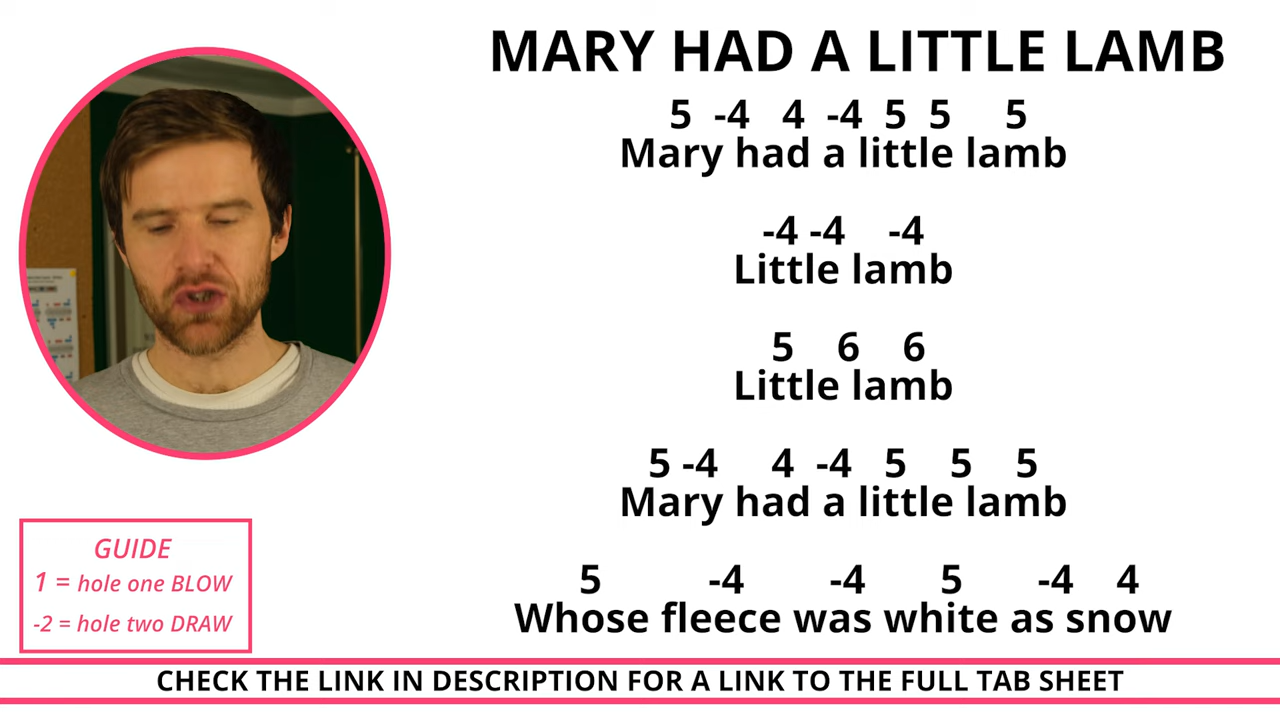 MARY HAD A LITTLE LAMB
5 -4 4 -4 5 5 5
Mary had a little lamb
-4 -4 -4
Little lamb
5 6 6
Little lamb
5 -4 4 -4 5 5 5
Mary had a little lamb
5 -4 -4 5 -4 4
Whose fleece was white as snow
GUIDE
1 = hole one BLOW
-2 = hole two DRAW
CHECK THE LINK IN DESCRIPTION FOR A LINK TO THE FULL TAB SHEET